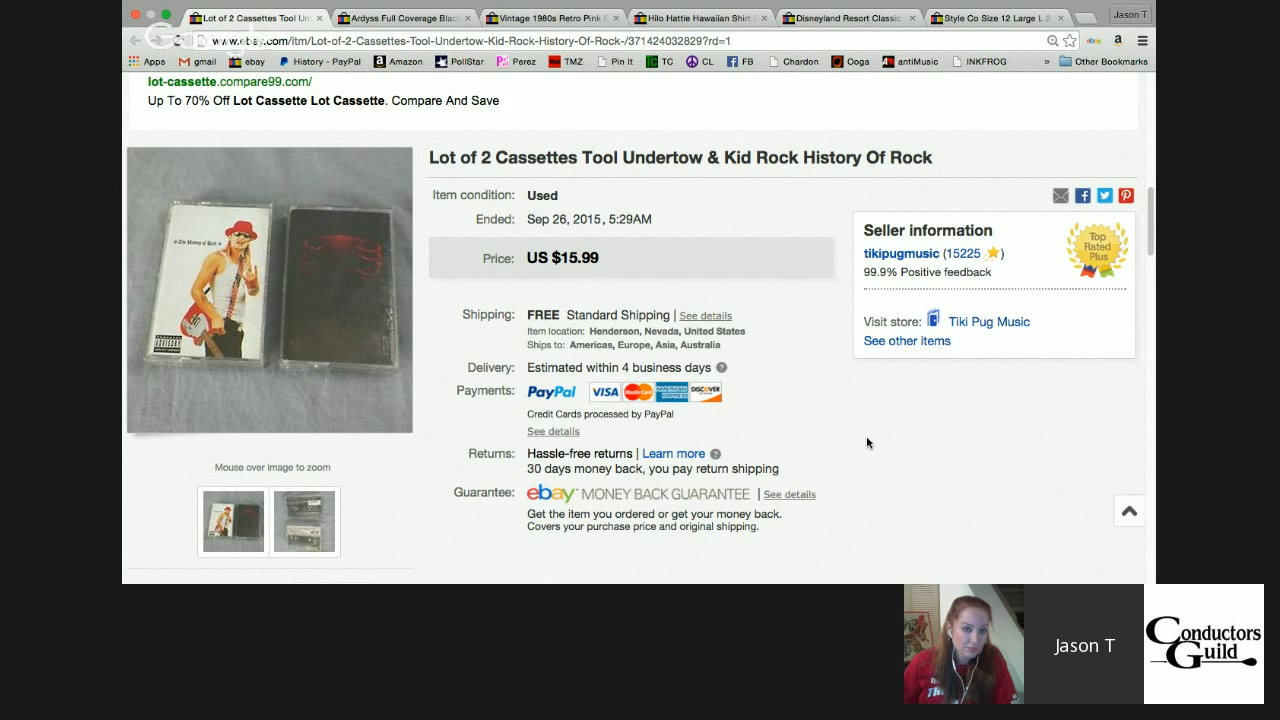 Lot of 2 Cassettes Tool Un
Ardyss Full Coverage Blac
Vintage 1980s Retro Pink
Hilo Hattie Hawaiian Shirt
Disneyland Resort Classic
Style Co Size 12 Large L 2
Jason T
www.ebay.com/itm/Lot-of-2-Cassettes-Tool-Undertow-Kid-Rock-History-Of-Rock-/371424032829?rd=1
Apps gmail ebay History - PayPal Amazon PollStar Perez TMZ Pin It TC CL FB Chardon Ooga antiMusic INKFROG » Other Bookmarks
lot-cassette.compare99.com/
Up To 70% Off Lot Cassette Lot Cassette. Compare And Save
Lot of 2 Cassettes Tool Undertow & Kid Rock History Of Rock
Item condition: Used
Ended: Sep 26, 2015 , 5:29AM
Price: US $15.99
Shipping: FREE Standard Shipping | See details
Item location: Henderson, Nevada, United States
Ships to: Americas, Europe, Asia, Australia
Delivery: Estimated within 4 business days
Payments: PayPal VISA MasterCard AMERICAN EXPRESS DISCOVER
Credit Cards processed by PayPal
See details
Returns: Hassle-free returns | Learn more
30 days money back, you pay return shipping
Guarantee: ebay MONEY BACK GUARANTEE | See details
Get the item you ordered or get your money back.
Covers your purchase price and original shipping.
Seller information
tikipugmusic (15225 )
99.9% Positive feedback
Top Rated Plus
Visit store: Tiki Pug Music
See other items
The History of Rock
Mouse over image to zoom
Jason T
Conductors
Guild